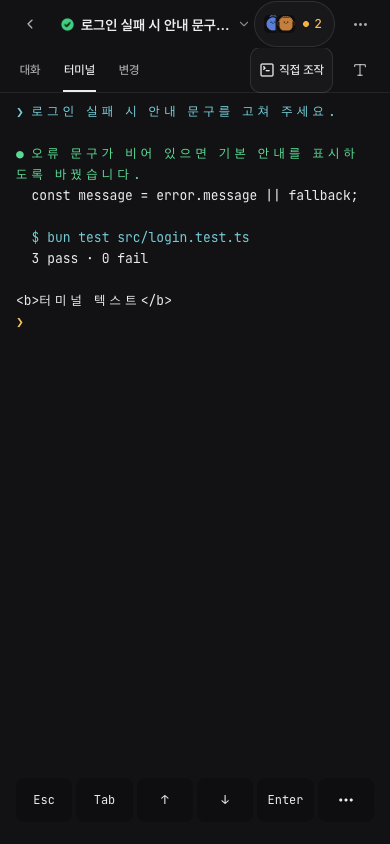 로그인 실패 시 안내 문구... 2
대화 터미널 변경 직접 조작
❯ 로그인 실패 시 안내 문구를 고쳐 주세요.
● 오류 문구가 비어 있으면 기본 안내를 표시하
도록 바꿨습니다.
const message = error.message || fallback;
$ bun test src/login.test.ts
3 pass · 0 fail
<b>터미널 텍스트</b>
❯
Esc Tab ↑ ↓ Enter •••